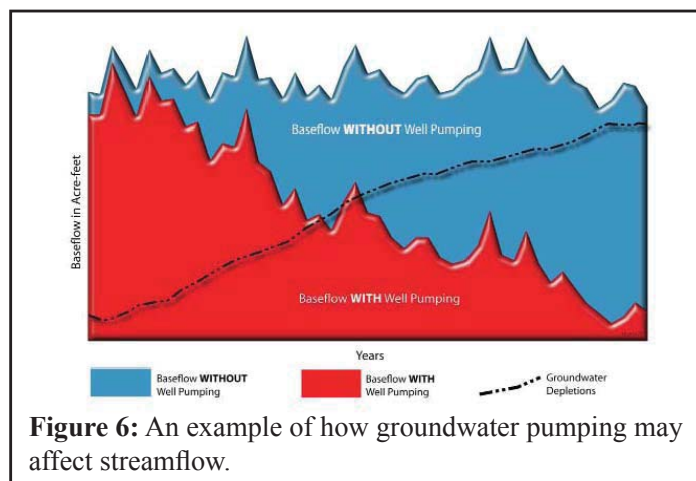 Baseflow in Acre-feet
Baseflow WITHOUT Well Pumping
Baseflow WITH Well Pumping
Years
Baseflow WITHOUT
Well Pumping
Baseflow WITH
Well Pumping
Groundwater
Depletions
Figure 6: An example of how groundwater pumping may
affect streamflow.